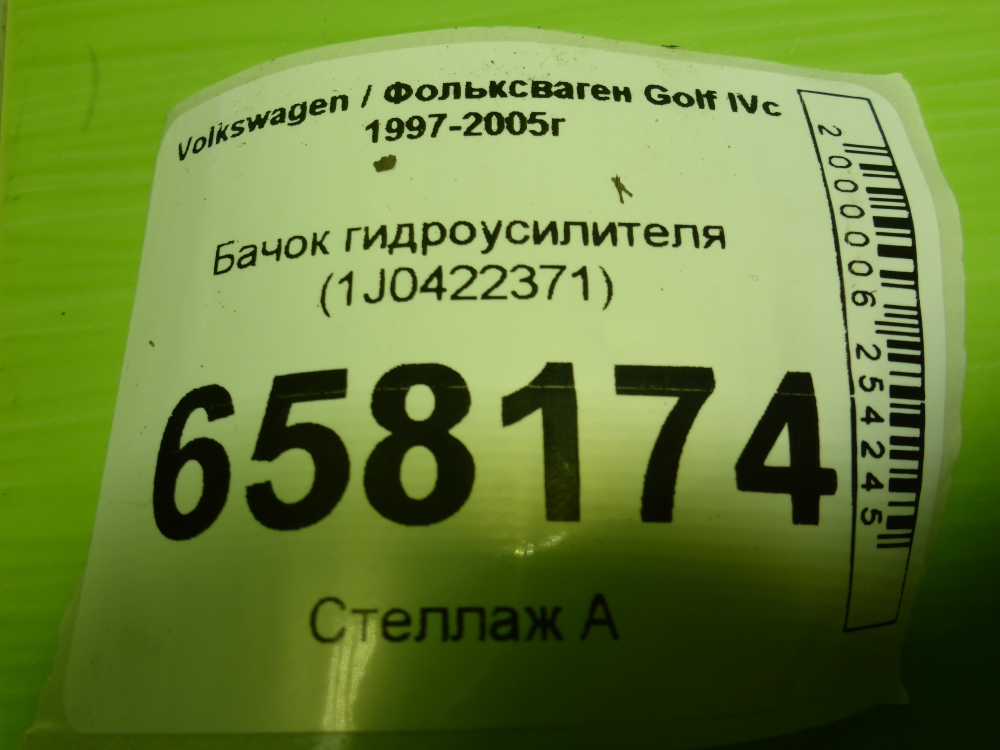 Volkswagen / Фольксваген Golf IVc
1997-2005г
Бачок гидроусилителя
(1J0422371)
658174
Стеллаж А
2000006254245